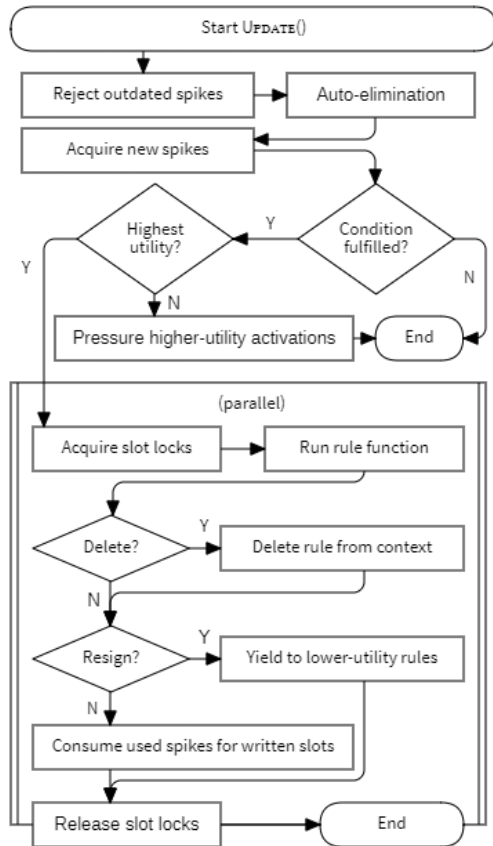 Start UPDATE()
Reject outdated spikes
Auto-elimination
Acquire new spikes
Highest
utility?
Y
Condition
fulfilled?
Y
N
N
Pressure higher-utility activations
End
(parallel)
Acquire slot locks
Run rule function
Delete?
Y
Delete rule from context
N
Resign?
Y
Yield to lower-utility rules
N
Consume used spikes for written slots
Release slot locks
End